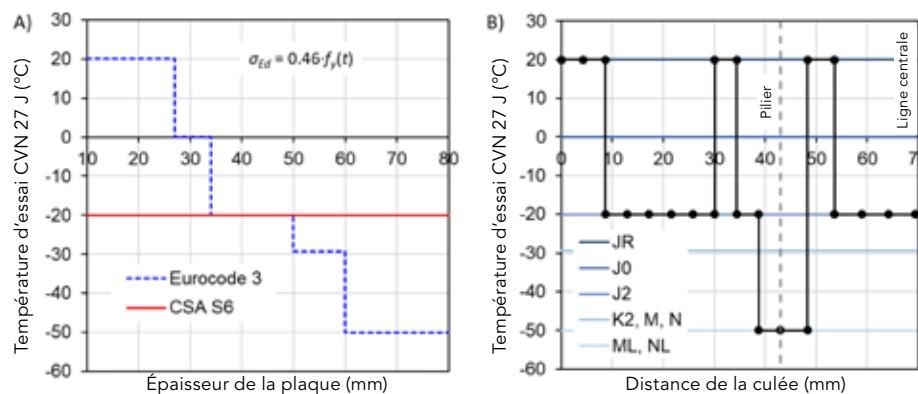 A)
Température d'essai CVN 27 J (°C)
30
20
10
0
-10
-20
-30
-40
-50
-60
10 20 30 40 50 60 70 80
σEd = 0.46·fy(t)
Eurocode 3
CSA S6
Épaisseur de la plaque (mm)
B)
Température d'essai CVN 27 J (°C)
30
20
10
0
-10
-20
-30
-40
-50
-60
0 10 20 30 40 50 60 70
Pilier
Ligne centrale
JR
J0
J2
K2, M, N
ML, NL
Distance de la culée (mm)